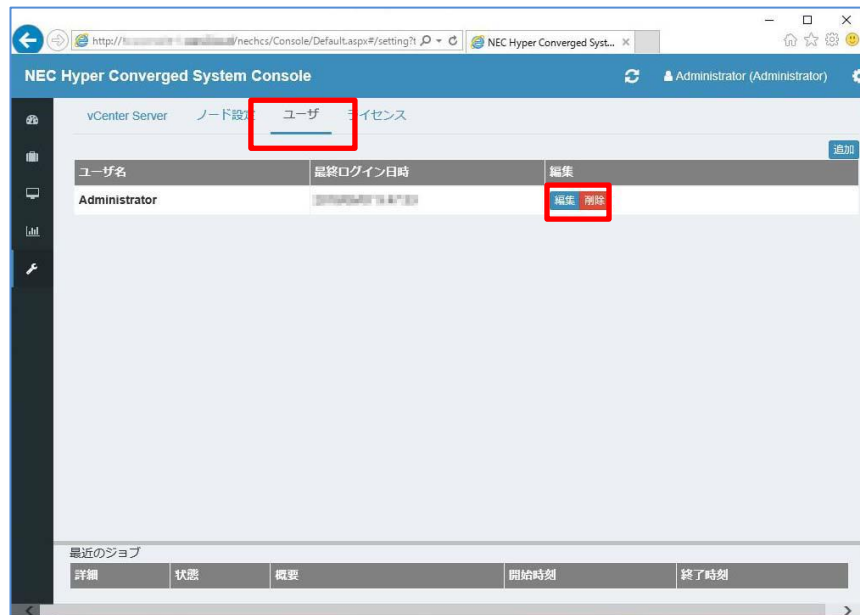 http:// /nechcs/Console/Default.aspx#/setting?t
NEC Hyper Converged Syst...
NEC Hyper Converged System Console
Administrator (Administrator)
vCenter Server ノード設定 ユーザ ライセンス
追加
ユーザ名 最終ログイン日時 編集
Administrator 編集 削除
最近のジョブ
詳細 状態 概要 開始時刻 終了時刻